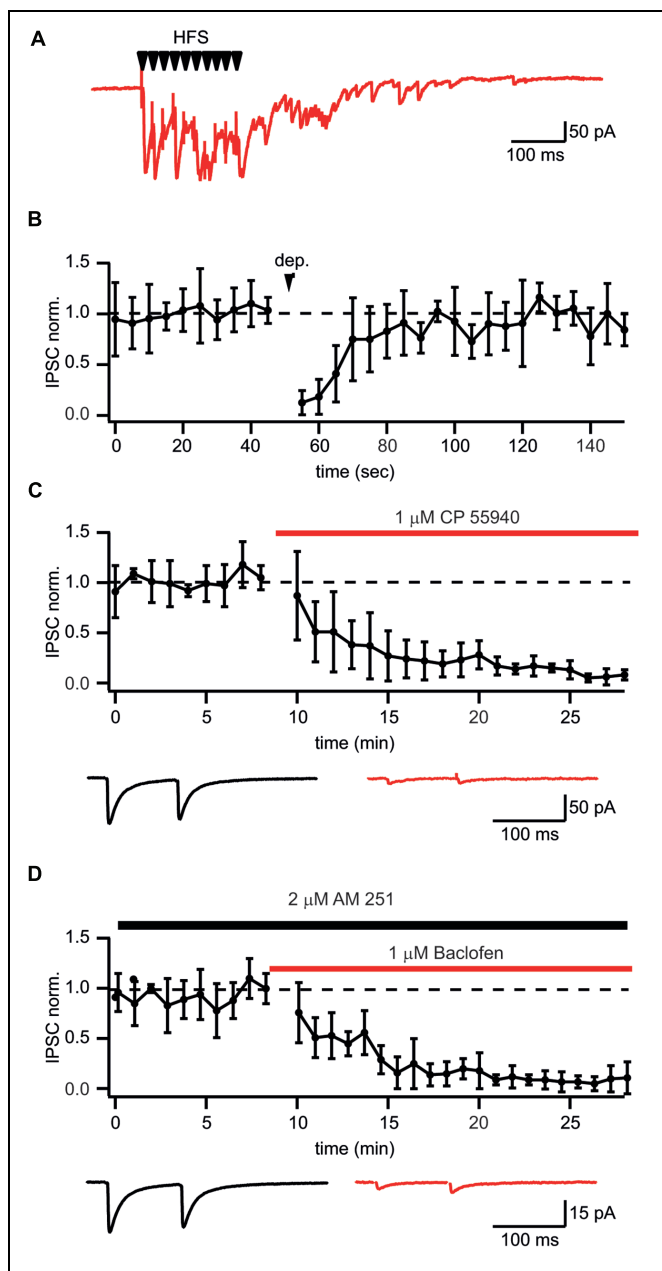 A
HFS
50 pA
100 ms
B
dep.
1.5
1.0
0.5
0.0
IPSC norm.
0 20 40 60 80 100 120 140
time (sec)
C
1 µM CP 55940
1.5
1.0
0.5
0.0
IPSC norm.
0 5 10 15 20 25
time (min)
50 pA
100 ms
D
2 µM AM 251
1 µM Baclofen
1.5
1.0
0.5
0.0
IPSC norm.
0 5 10 15 20 25
time (min)
15 pA
100 ms